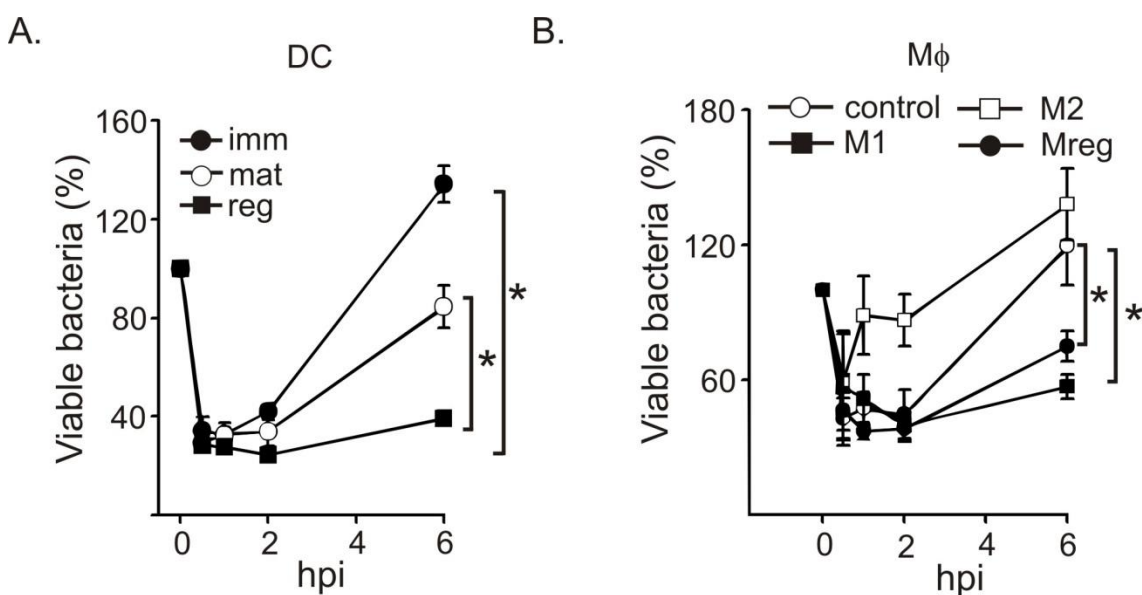 A.
DC
Viable bacteria (%)
160
120
80
40
imm
mat
reg
*
*
0 2 4 6
hpi
B.
Mϕ
Viable bacteria (%)
180
120
60
control M2
M1 Mreg
*
*
0 2 4 6
hpi